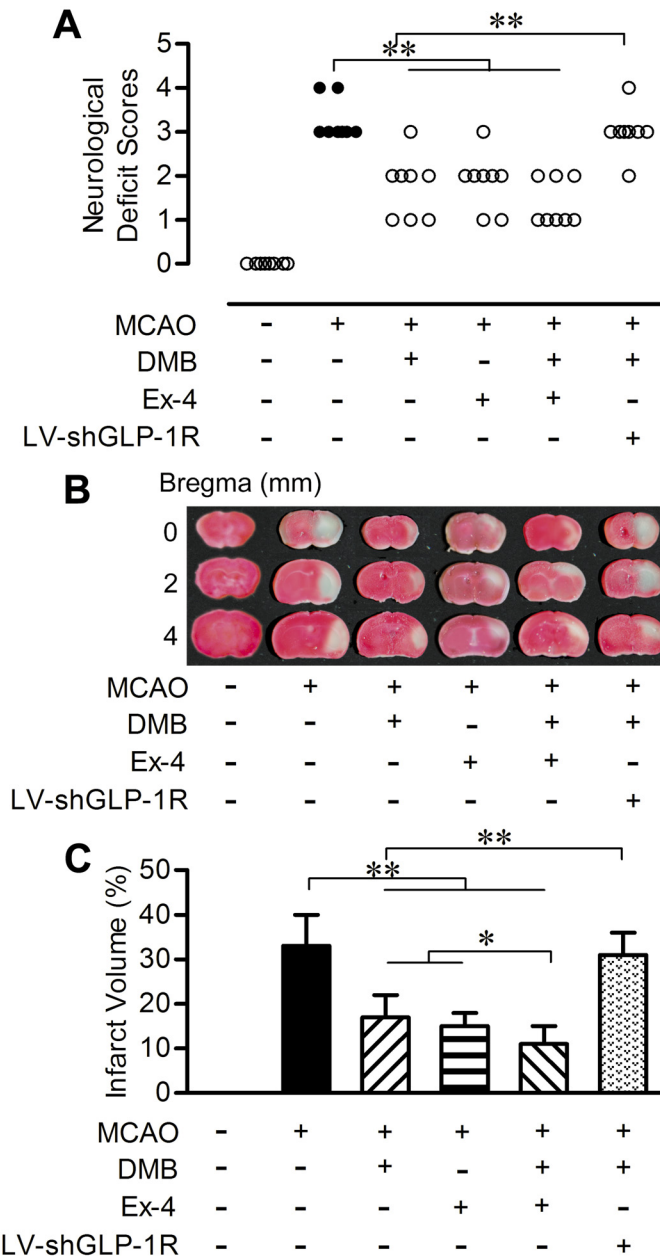 A
Neurological
Deficit Scores
5
4
3
2
1
0
**
**
MCAO - + + + + +
DMB - - + - + +
Ex-4 - - - + + -
LV-shGLP-1R - - - - - +
B
Bregma (mm)
0
2
4
MCAO - + + + + +
DMB - - + - + +
Ex-4 - - - + + -
LV-shGLP-1R - - - - - +
C
Infarct Volume (%)
50
40
30
20
10
0
**
**
*
MCAO - + + + + +
DMB - - + - + +
Ex-4 - - - + + -
LV-shGLP-1R - - - - - +